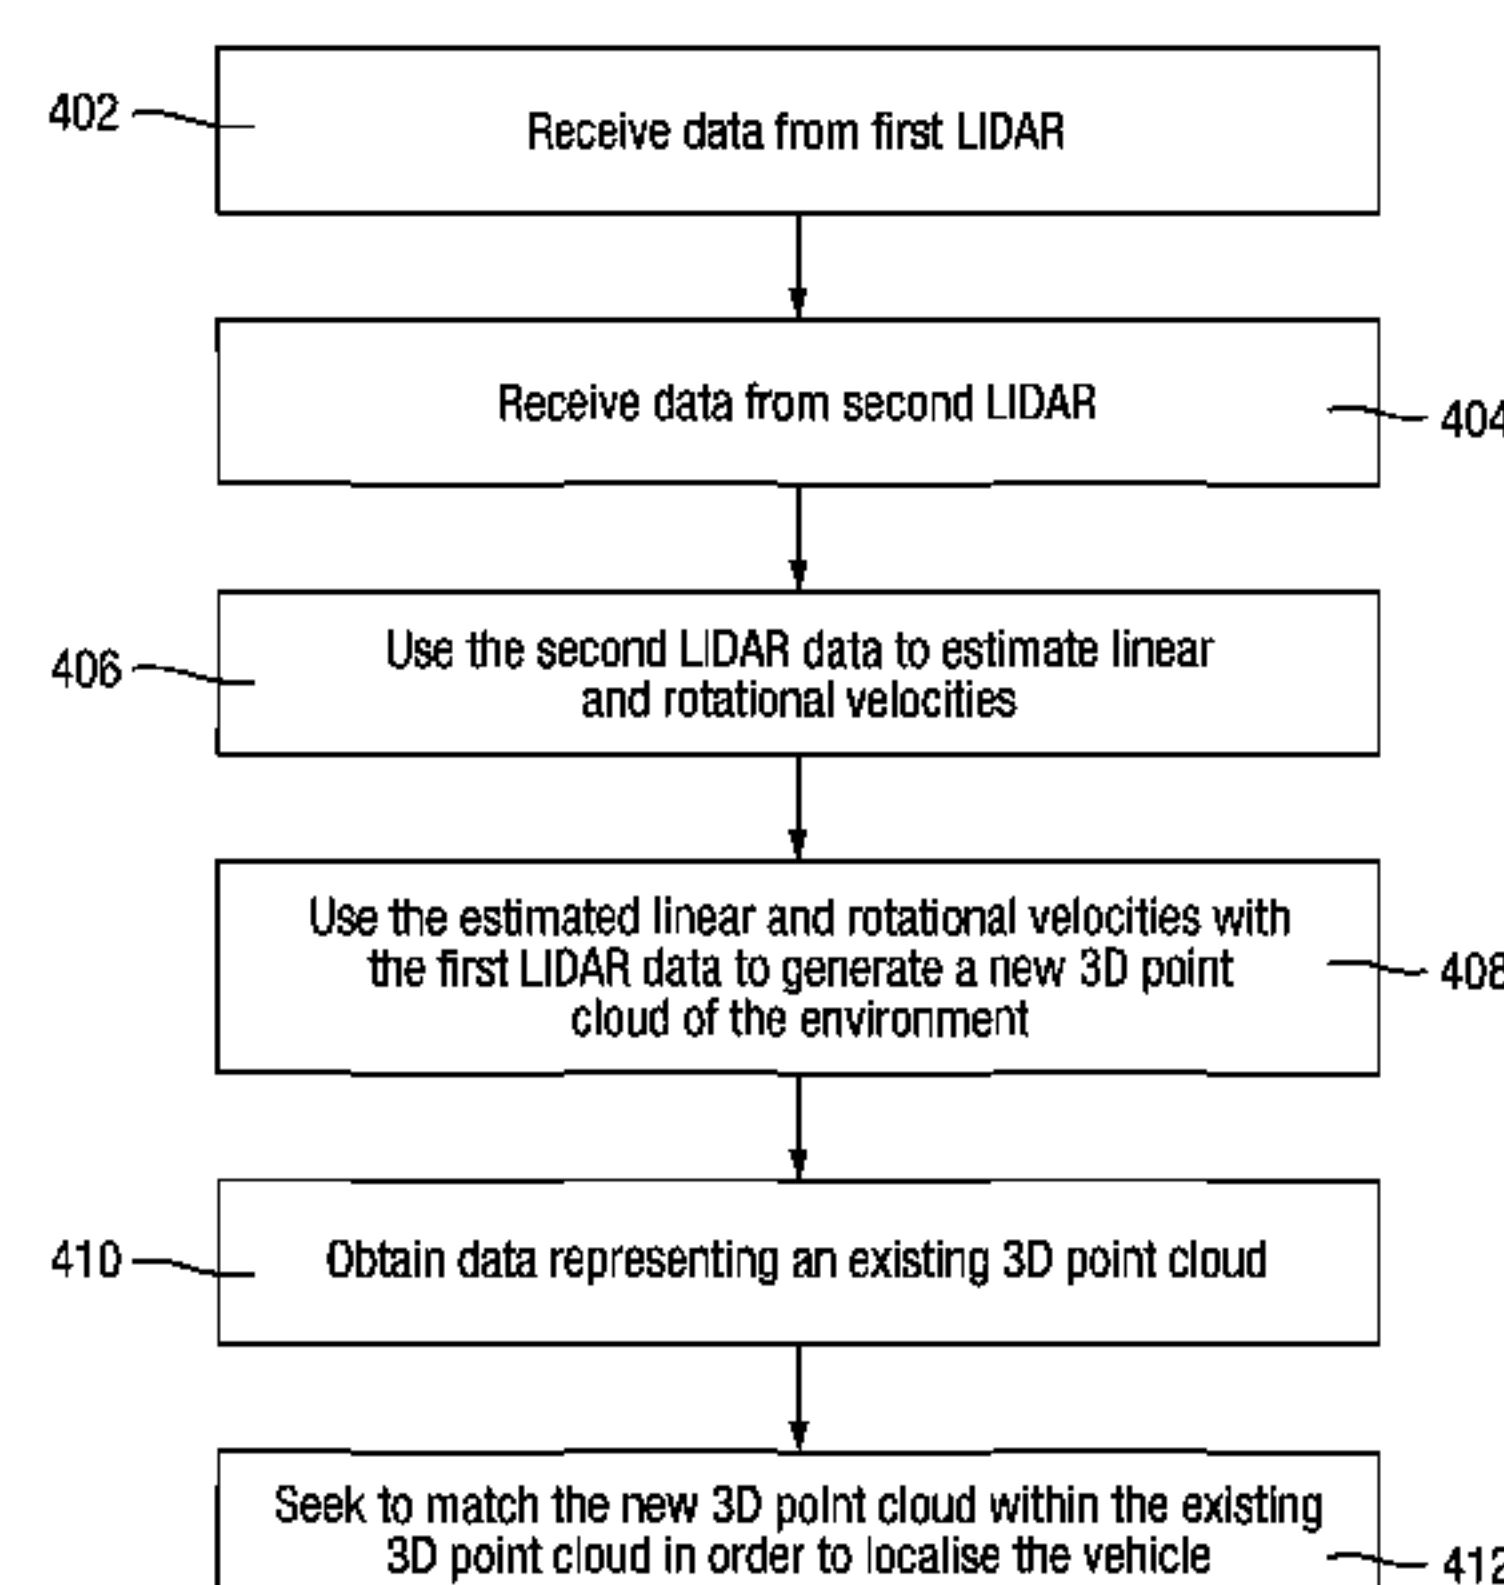 402
Receive data from first LIDAR
Receive data from second LIDAR
404
406
Use the second LIDAR data to estimate linear
and rotational velocities
Use the estimated linear and rotational velocities with
the first LIDAR data to generate a new 3D point
cloud of the environment
408
410
Obtain data representing an existing 3D point cloud
Seek to match the new 3D point cloud within the existing
3D point cloud in order to localise the vehicle
412